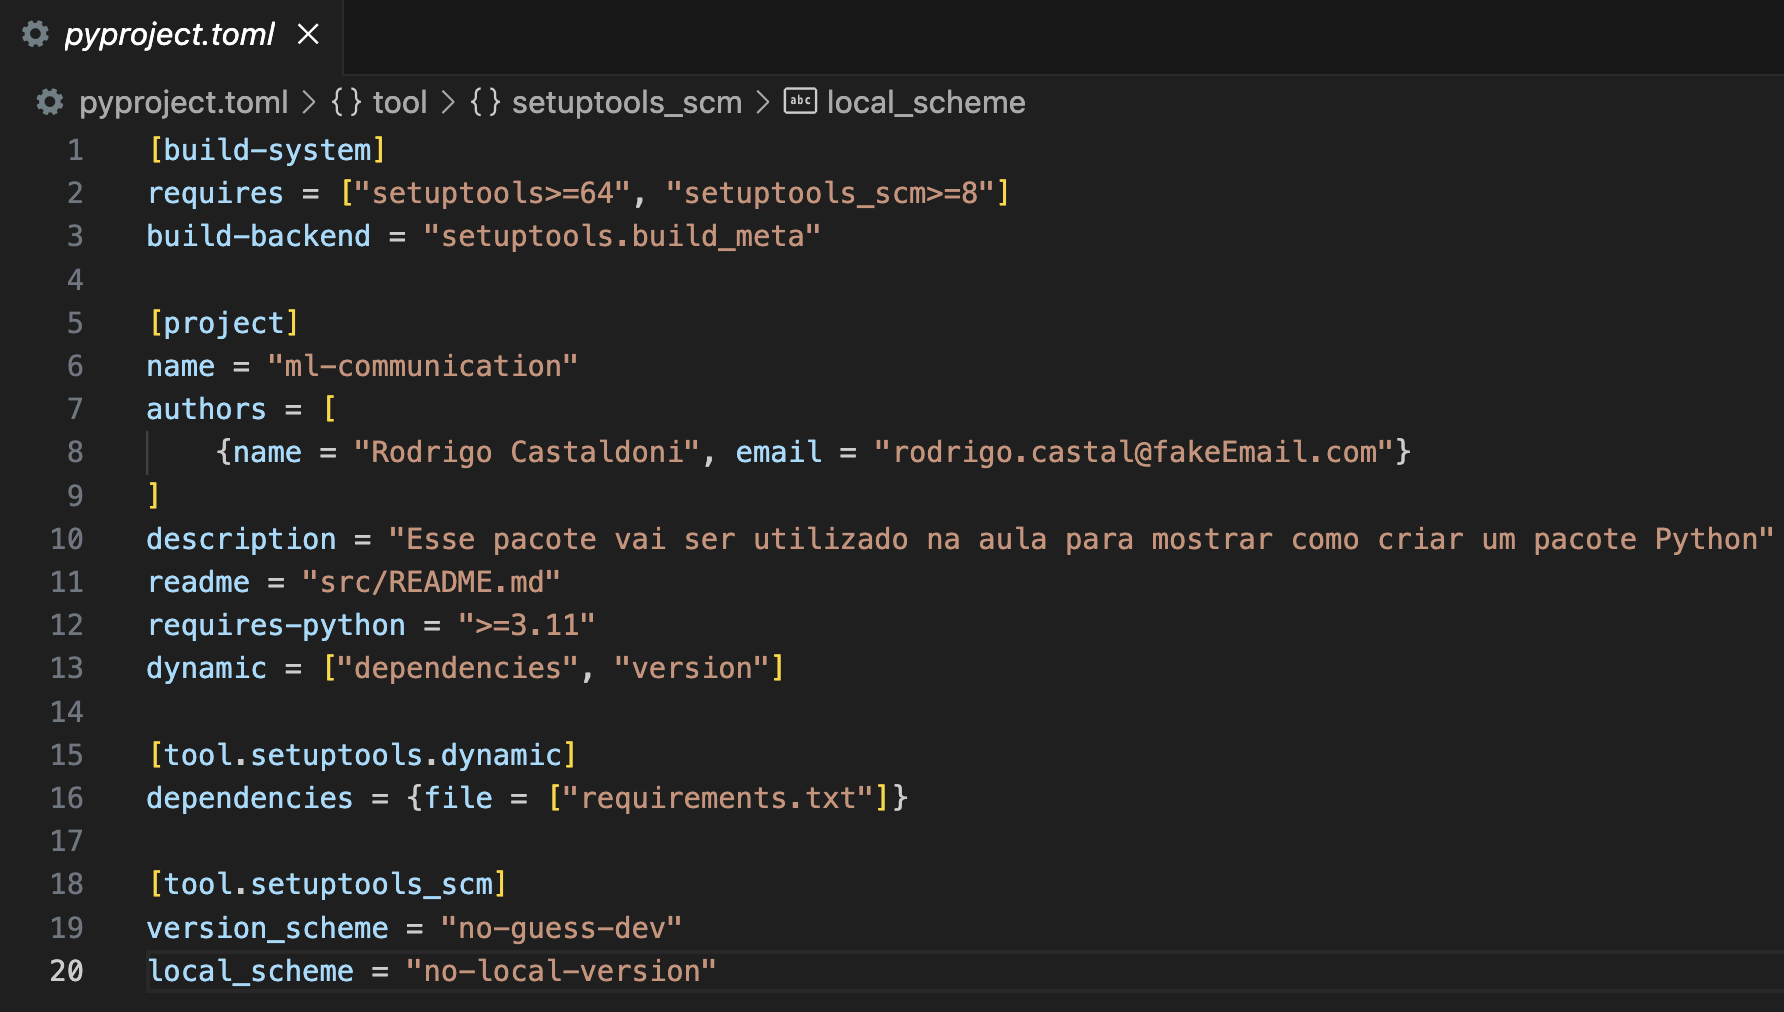 pyproject.toml
pyproject.toml > {} tool > {} setuptools_scm > abc local_scheme
1 [build-system]
2 requires = ["setuptools>=64", "setuptools_scm>=8"]
3 build-backend = "setuptools.build_meta"
4
5 [project]
6 name = "ml-communication"
7 authors = [
8     {name = "Rodrigo Castaldoni", email = "rodrigo.castal@fakeEmail.com"}
9 ]
10 description = "Esse pacote vai ser utilizado na aula para mostrar como criar um pacote Python"
11 readme = "src/README.md"
12 requires-python = ">=3.11"
13 dynamic = ["dependencies", "version"]
14
15 [tool.setuptools.dynamic]
16 dependencies = {file = ["requirements.txt"]}
17
18 [tool.setuptools_scm]
19 version_scheme = "no-guess-dev"
20 local_scheme = "no-local-version"